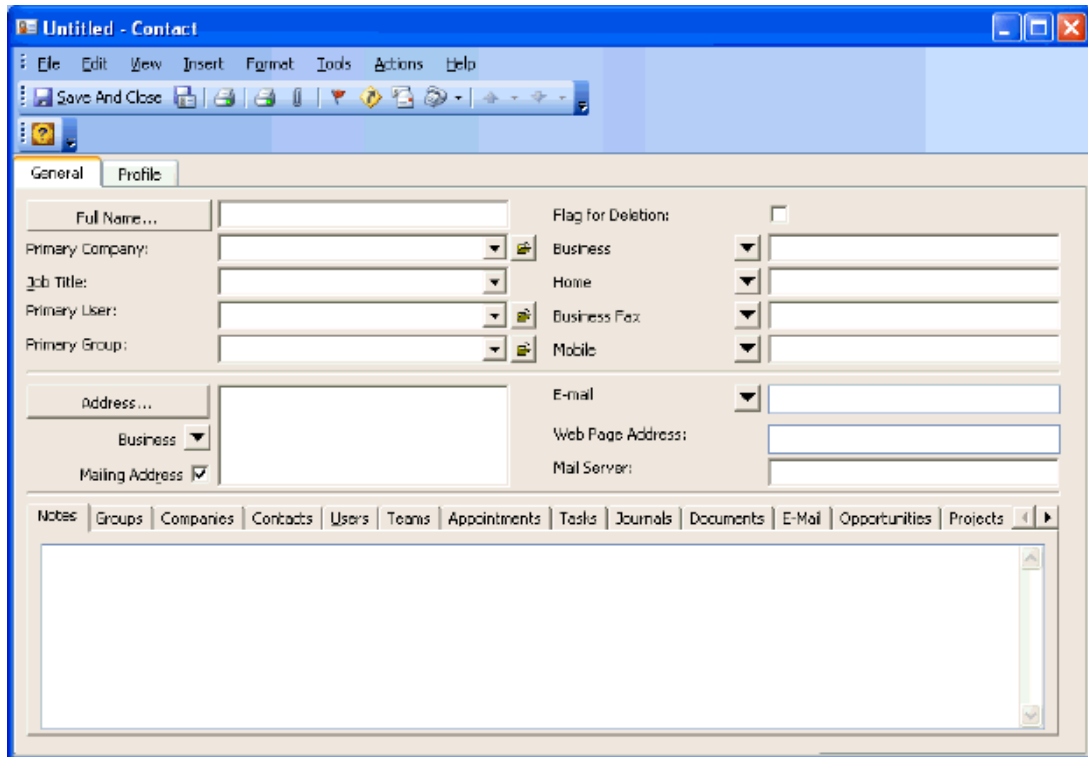 Untitled - Contact
File Edit View Insert Format Tools Actions Help
Save And Close
General Profile
Full Name... Flag for Deletion:
Primary Company: Business
Job Title: Home
Primary User: Business Fax
Primary Group: Mobile
Address... E-mail
Business Web Page Address:
Mailing Address Mail Server:
Notes Groups Companies Contacts Users Teams Appointments Tasks Journals Documents E-Mail Opportunities Projects